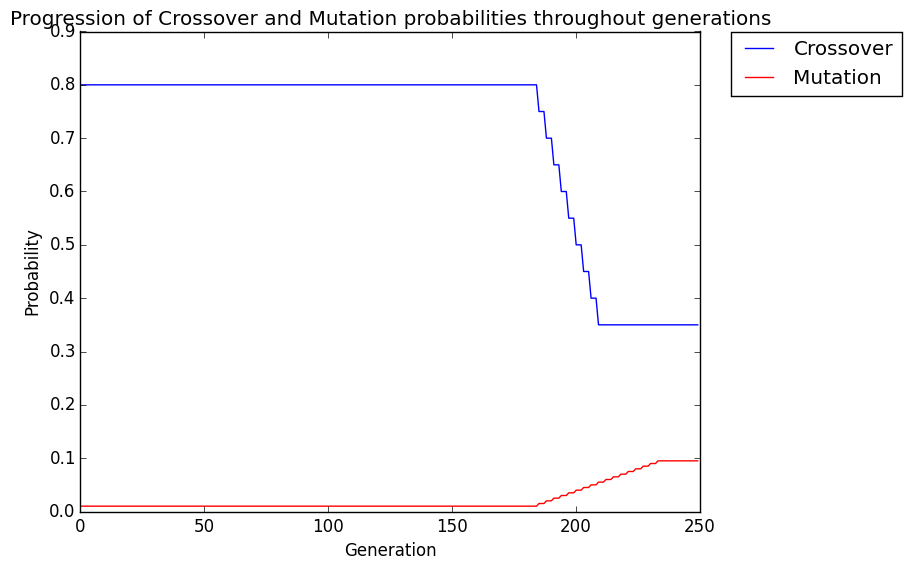 Progression of Crossover and Mutation probabilities throughout generations
Crossover
Mutation
0.9
0.8
0.7
0.6
0.5
0.4
0.3
0.2
0.1
0.0
Probability
0 50 100 150 200 250
Generation